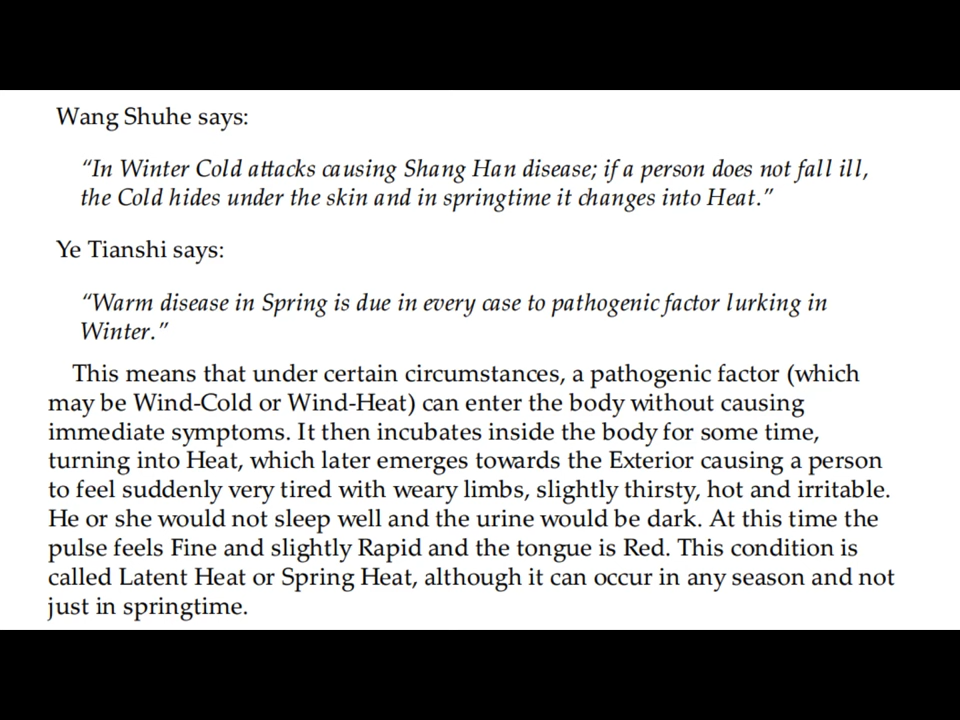 Wang Shuhe says:
“In Winter Cold attacks causing Shang Han disease; if a person does not fall ill,
the Cold hides under the skin and in springtime it changes into Heat.”
Ye Tianshi says:
“Warm disease in Spring is due in every case to pathogenic factor lurking in
Winter.”
This means that under certain circumstances, a pathogenic factor (which
may be Wind-Cold or Wind-Heat) can enter the body without causing
immediate symptoms. It then incubates inside the body for some time,
turning into Heat, which later emerges towards the Exterior causing a person
to feel suddenly very tired with weary limbs, slightly thirsty, hot and irritable.
He or she would not sleep well and the urine would be dark. At this time the
pulse feels Fine and slightly Rapid and the tongue is Red. This condition is
called Latent Heat or Spring Heat, although it can occur in any season and not
just in springtime.